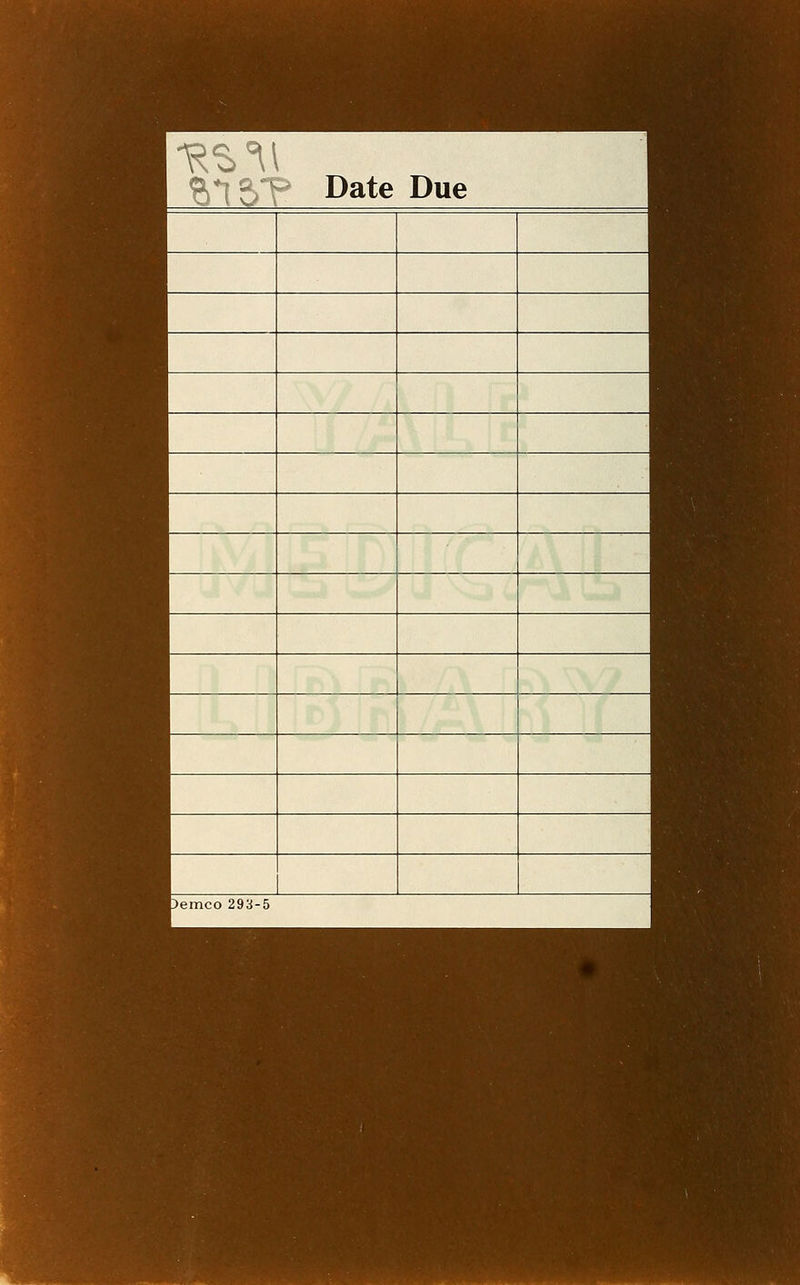 RS91
873P
Date Due
YALE
MEDICAL
LIBRARY
Demco 293-5